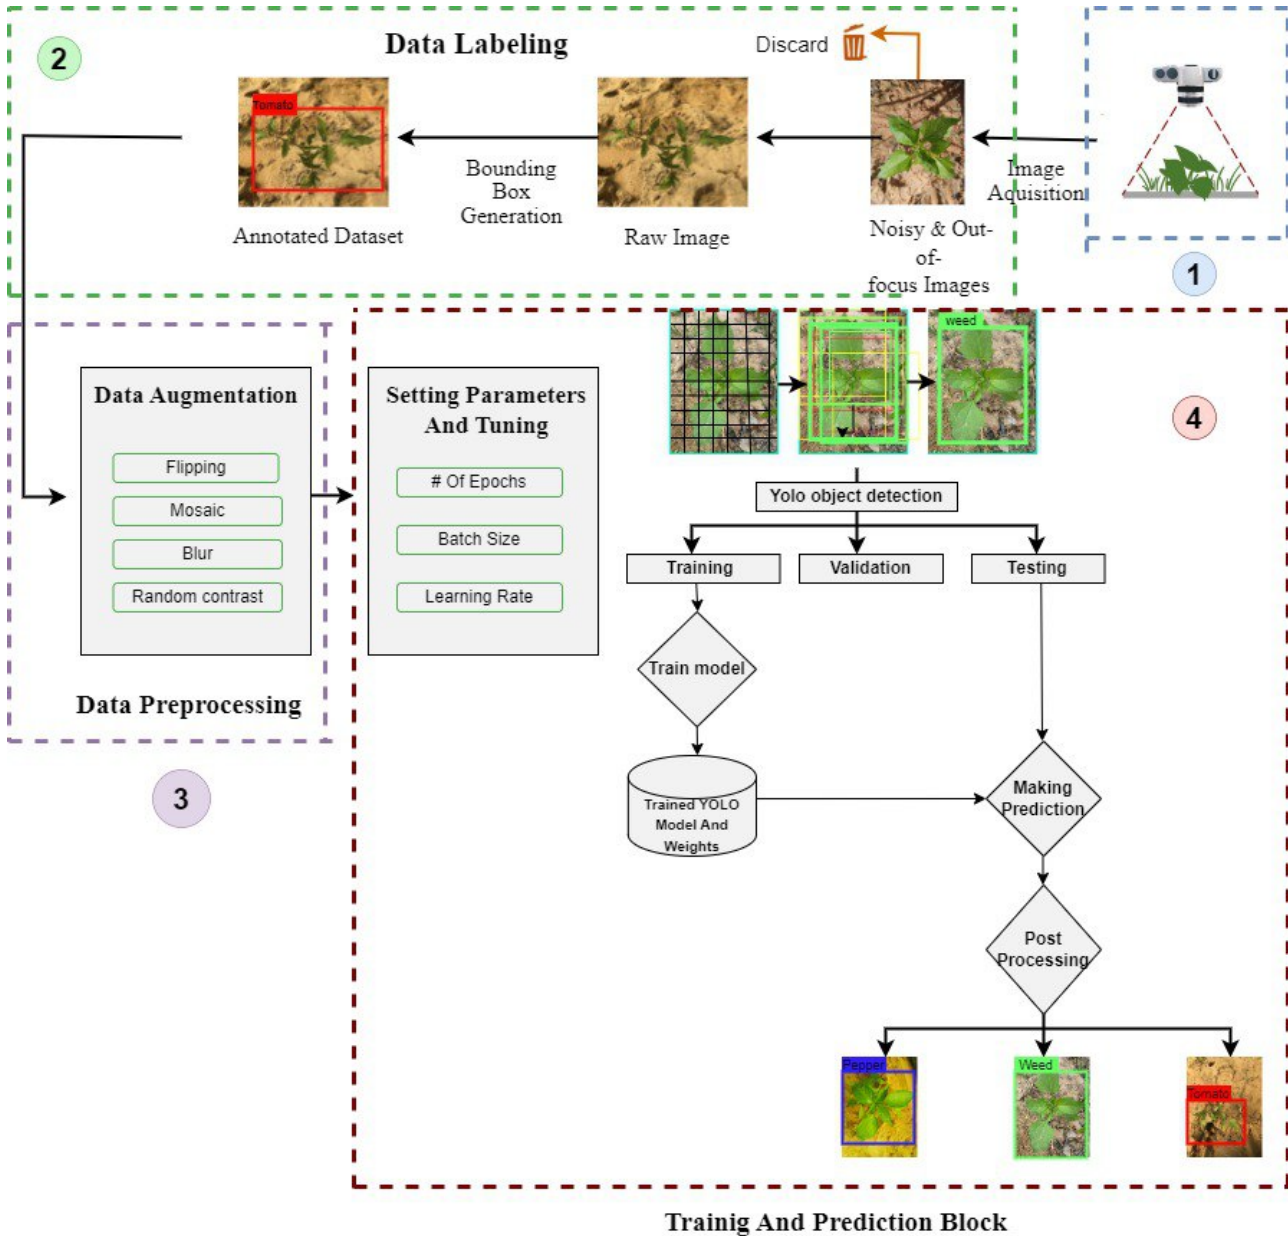 2
Data Labeling
Discard
Tomato
Bounding
Box
Generation
Image
Aquisition
Annotated Dataset
Raw Image
Noisy & Out-
of-
focus Images
1
Data Augmentation
Flipping
Mosaic
Blur
Random contrast
Data Preprocessing
3
Setting Parameters
And Tuning
# Of Epochs
Batch Size
Learning Rate
weed
4
Yolo object detection
Training
Validation
Testing
Train model
Trained YOLO
Model And
Weights
Making
Prediction
Post
Processing
Pepper
Weed
Tomato
Trainig And Prediction Block